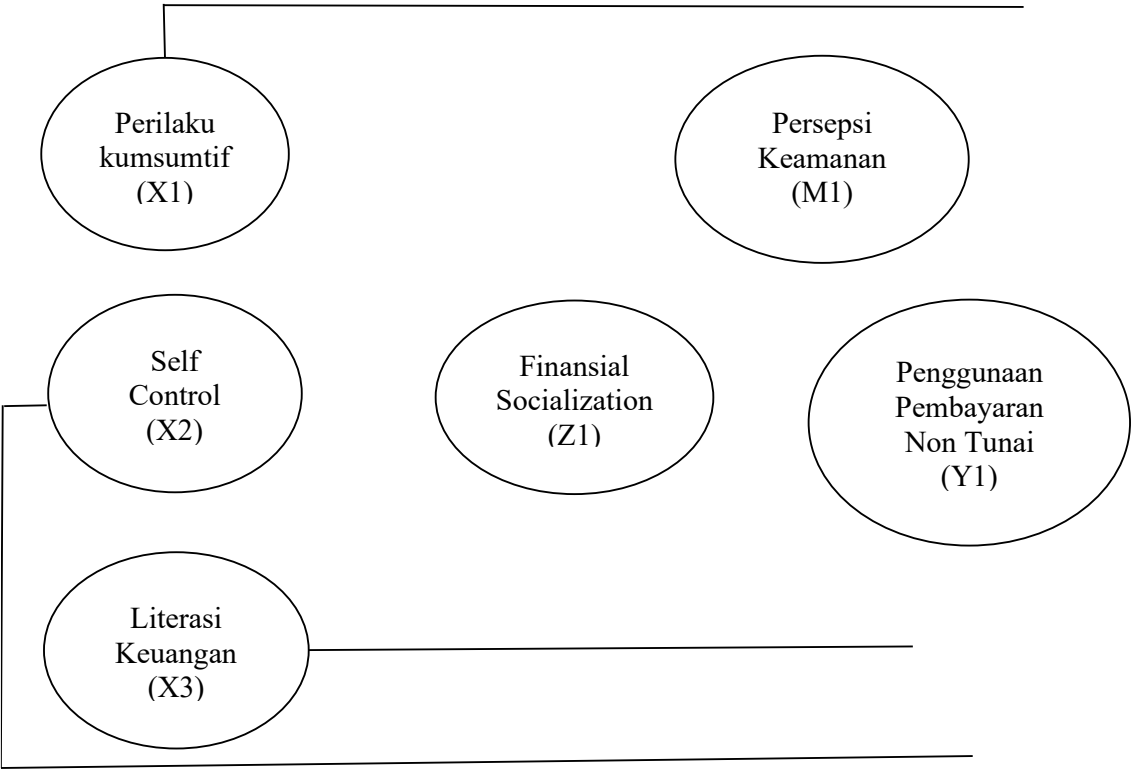 Perilaku
kumsumtif
(X1)
Persepsi
Keamanan
(M1)
Self
Control
(X2)
Finansial
Socialization
(Z1)
Penggunaan
Pembayaran
Non Tunai
(Y1)
Literasi
Keuangan
(X3)